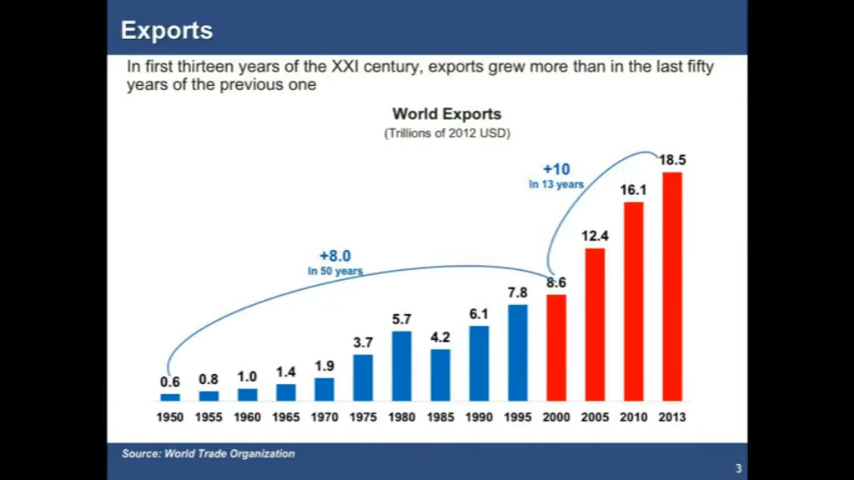 Exports
In first thirteen years of the XXI century, exports grew more than in the last fifty
years of the previous one
World Exports
(Trillions of 2012 USD)
+10
In 13 years
+8.0
In 50 years
0.6 0.8 1.0 1.4 1.9 3.7 5.7 4.2 6.1 7.8 8.6 12.4 16.1 18.5
1950 1955 1960 1965 1970 1975 1980 1985 1990 1995 2000 2005 2010 2013
Source: World Trade Organization
3